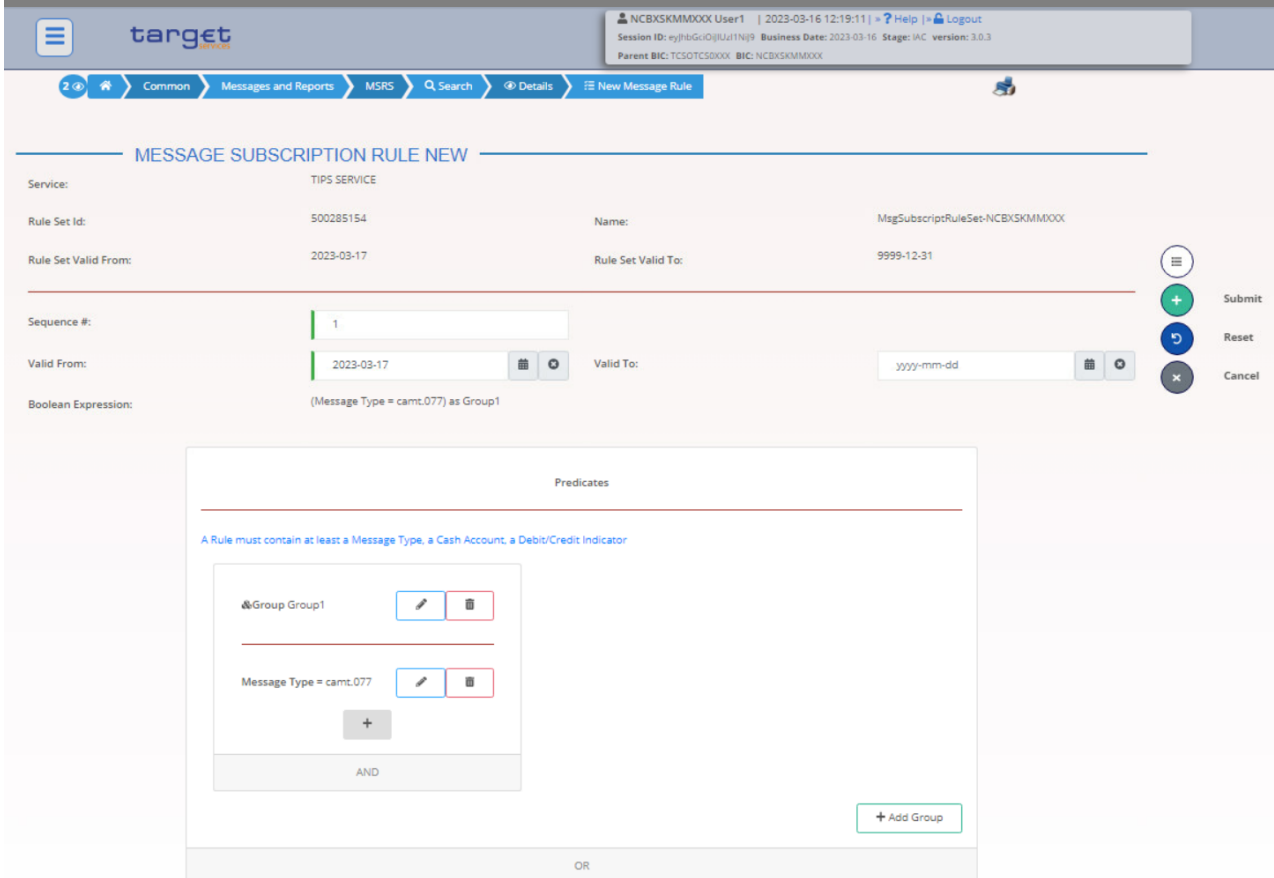 target
services
NCBXSKMMXXX User1 | 2023-03-16 12:19:11| » ? Help |» Logout
Business Date: 2023-03-16 Stage: IAC version: 3.0.3
Session ID:
Parent BIC: TCSOTCS0XXX BIC: NCBXSKMMXXX
2 Common Messages and Reports MSRS Search Details New Message Rule
MESSAGE SUBSCRIPTION RULE NEW
Service: TIPS SERVICE
Rule Set Id: 500285154 Name: MsgSubscriptRuleSet-NCBXSKMMXXX
Rule Set Valid From: 2023-03-17 Rule Set Valid To: 9999-12-31
Submit
Sequence #: 1
Reset
Valid From: 2023-03-17 Valid To: yyyy-mm-dd
Cancel
Boolean Expression: (Message Type = camt.077) as Group1
Predicates
A Rule must contain at least a Message Type, a Cash Account, a Debit/Credit Indicator
&Group Group1
Message Type = camt.077
+
AND
+ Add Group
OR